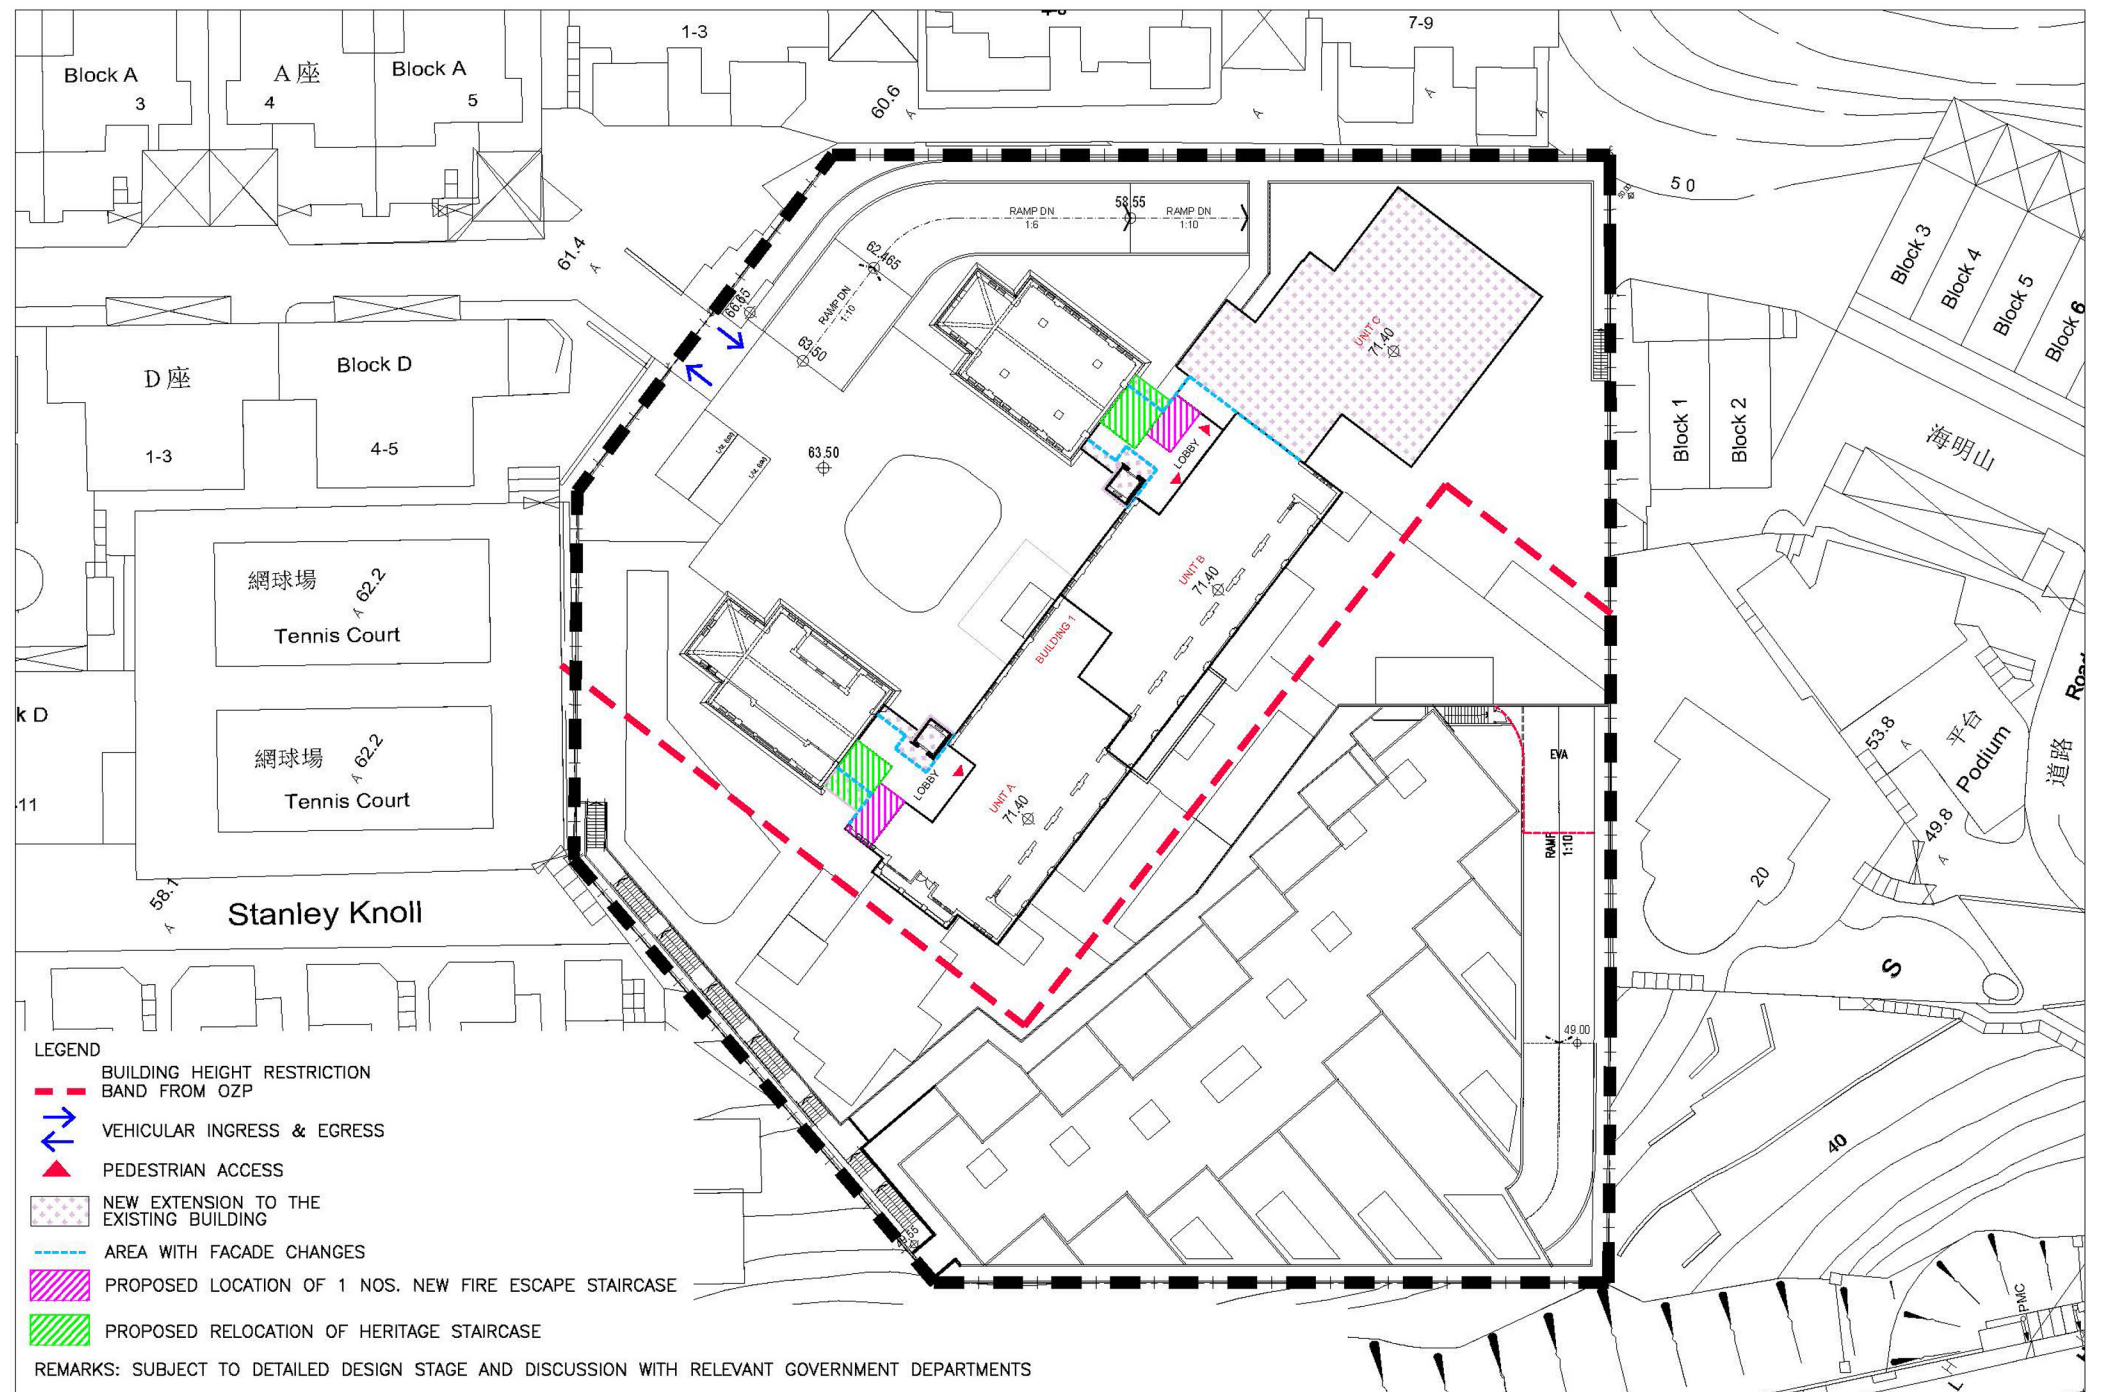 1-3
7-9
Block A
A座
Block A
3
4
5
60.6
50
61.4
58.55
RAMP DN
1:6
RAMP DN
1:10
62.465
66.65
RAMP DN
1:10
63.50
UNIT C
71.40
Block 3
Block 4
Block 5
Block 6
D座
Block D
1-3
4-5
63.50
LOBBY
Block 1
Block 2
海明山
網球場
62.2
Tennis Court
UNIT B
71.40
BUILDING 1
k D
網球場
62.2
Tennis Court
-11
LOBBY
UNIT A
71.40
EVA
RAMP
1:10
53.8
平台
Podium
道路
Road
49.8
20
58.1
Stanley Knoll
S
49.00
40
PMC
LEGEND
BUILDING HEIGHT RESTRICTION
BAND FROM OZP
VEHICULAR INGRESS & EGRESS
PEDESTRIAN ACCESS
NEW EXTENSION TO THE
EXISTING BUILDING
AREA WITH FACADE CHANGES
PROPOSED LOCATION OF 1 NOS. NEW FIRE ESCAPE STAIRCASE
PROPOSED RELOCATION OF HERITAGE STAIRCASE
REMARKS: SUBJECT TO DETAILED DESIGN STAGE AND DISCUSSION WITH RELEVANT GOVERNMENT DEPARTMENTS